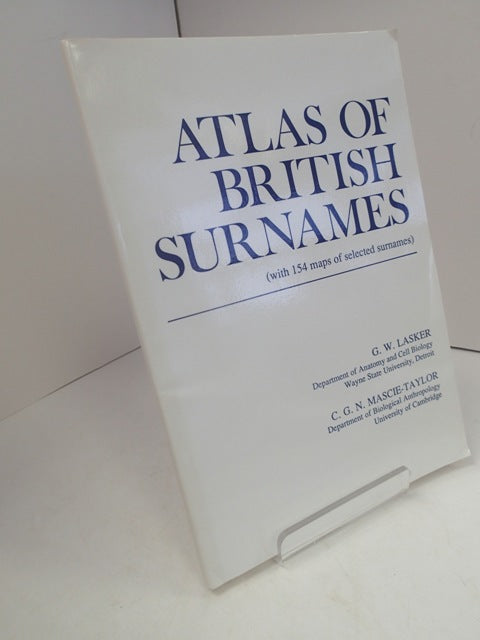 ATLAS OF
BRITISH
SURNAMES
(with 154 maps of selected surnames)
G. W. LASKER
Department of Anatomy and Cell Biology
Wayne State University, Detroit
C. G. N. MASCIE-TAYLOR
Department of Biological Anthropology
University of Cambridge